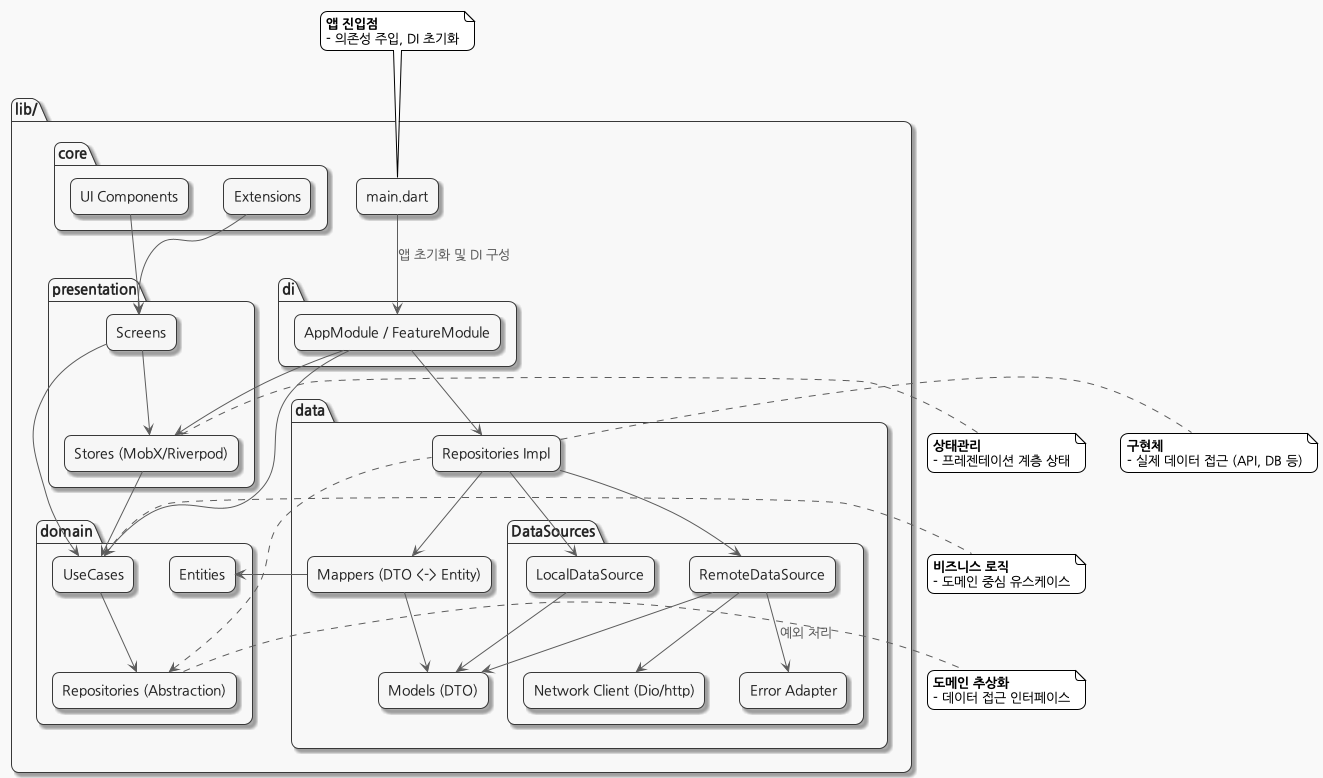 앱 진입점
- 의존성 주입, DI 초기화
lib/
core
UI Components
Extensions
main.dart
앱 초기화 및 DI 구성
presentation
di
Screens
AppModule / FeatureModule
data
Stores (MobX/Riverpod)
Repositories Impl
상태관리
- 프레젠테이션 계층 상태
구현체
- 실제 데이터 접근 (API, DB 등)
domain
DataSources
UseCases
Entities
Mappers (DTO <-> Entity)
LocalDataSource
RemoteDataSource
비즈니스 로직
- 도메인 중심 유스케이스
예외 처리
Repositories (Abstraction)
Models (DTO)
Network Client (Dio/http)
Error Adapter
도메인 추상화
- 데이터 접근 인터페이스